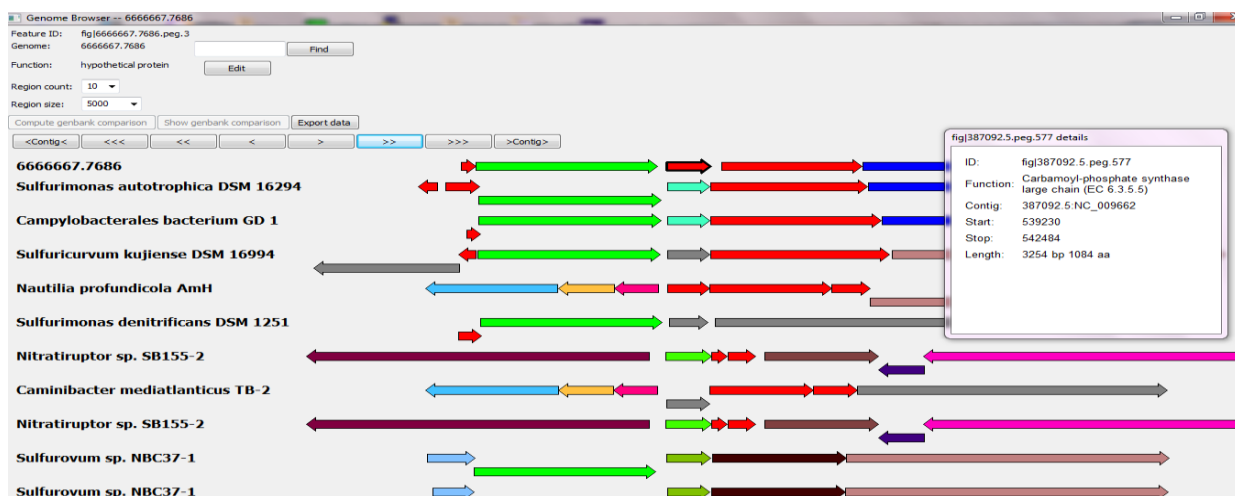 Genome Browser -- 6666667.7686
Feature ID: fig|6666667.7686.peg.3
Genome: 6666667.7686 Find
Function: hypothetical protein Edit
Region count: 10
Region size: 5000
Compute genbank comparison Show genbank comparison Export data
<Contig< <<< << < > >> >>> >Contig>
fig|387092.5.peg.577 details
ID: fig|387092.5.peg.577
Function: Carbamoyl-phosphate synthase
large chain (EC 6.3.5.5)
Contig: 387092.5:NC_009662
Start: 539230
Stop: 542484
Length: 3254 bp 1084 aa
6666667.7686
Sulfurimonas autotrophica DSM 16294
Campylobacterales bacterium GD 1
Sulfuricurvum kujiense DSM 16994
Nautilia profundicola AmH
Sulfurimonas denitrificans DSM 1251
Nitratiruptor sp. SB155-2
Caminibacter mediatlanticus TB-2
Nitratiruptor sp. SB155-2
Sulfurovum sp. NBC37-1
Sulfurovum sp. NBC37-1